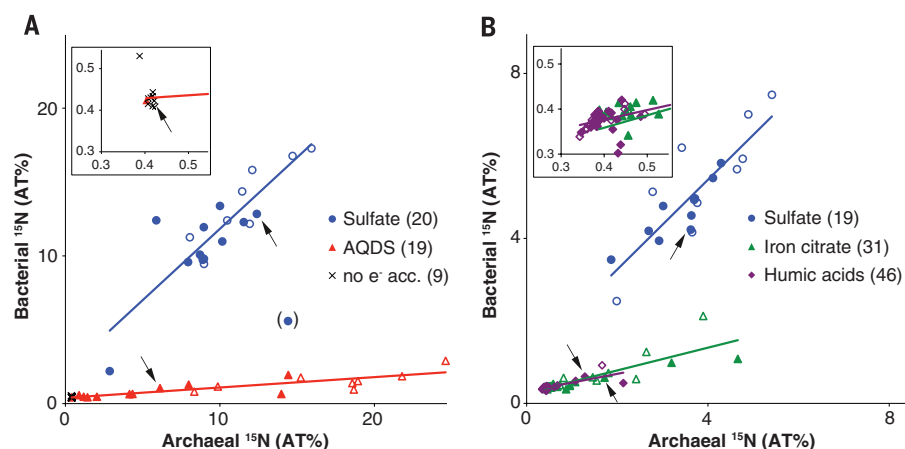 A
B
Bacterial ¹⁵N (AT%)
20
10
0
0
10
20
Archaeal ¹⁵N (AT%)
0.5
0.4
0.3
0.3
0.4
0.5
Sulfate (20)
AQDS (19)
no e⁻ acc. (9)
( )
Bacterial ¹⁵N (AT%)
8
4
0
0
4
8
Archaeal ¹⁵N (AT%)
0.5
0.4
0.3
0.3
0.4
0.5
Sulfate (19)
Iron citrate (31)
Humic acids (46)